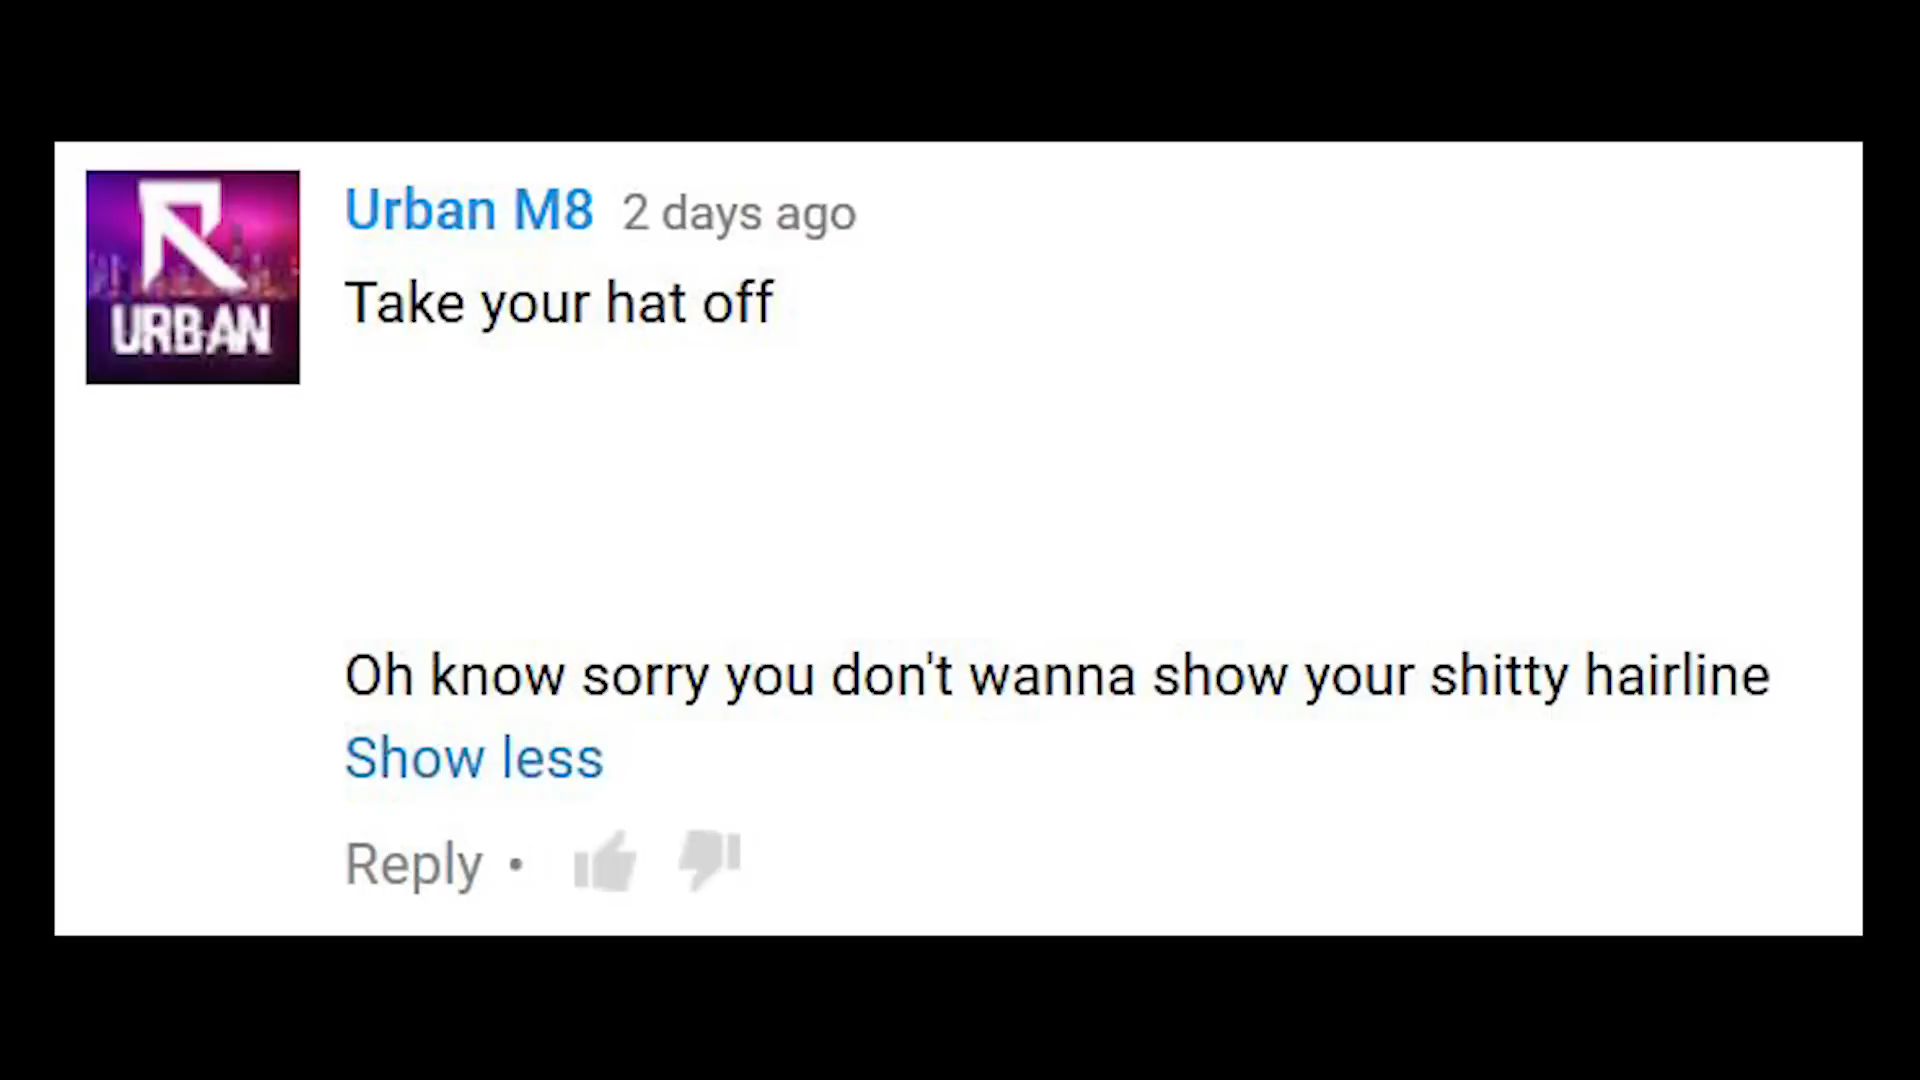 URBAN
Urban M8 2 days ago
Take your hat off
Oh know sorry you don't wanna show your shitty hairline
Show less
Reply •